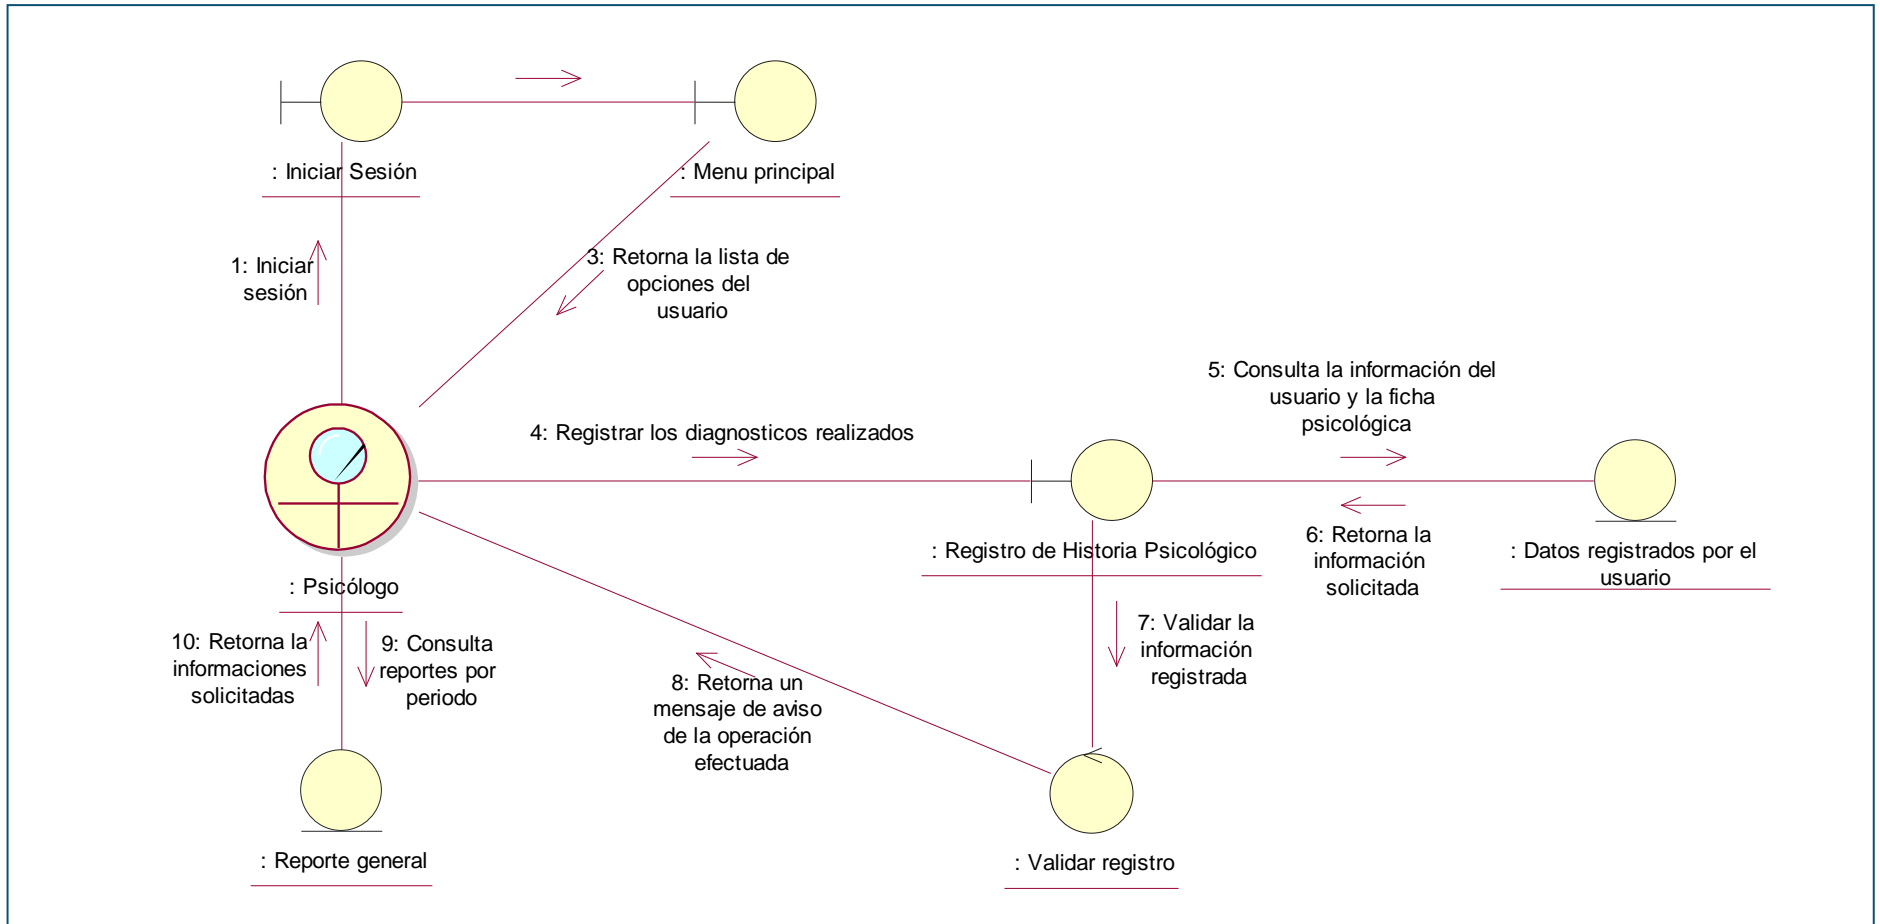 : Iniciar Sesión
: Menu principal
1: Iniciar
sesión
3: Retorna la lista de
opciones del
usuario
4: Registrar los diagnosticos realizados
5: Consulta la información del
usuario y la ficha
psicológica
6: Retorna la
información
solicitada
: Psicólogo
: Registro de Historia Psicológico
: Datos registrados por el
usuario
10: Retorna la
informaciones
solicitadas
9: Consulta
reportes por
periodo
8: Retorna un
mensaje de aviso
de la operación
efectuada
7: Validar la
información
registrada
: Reporte general
: Validar registro